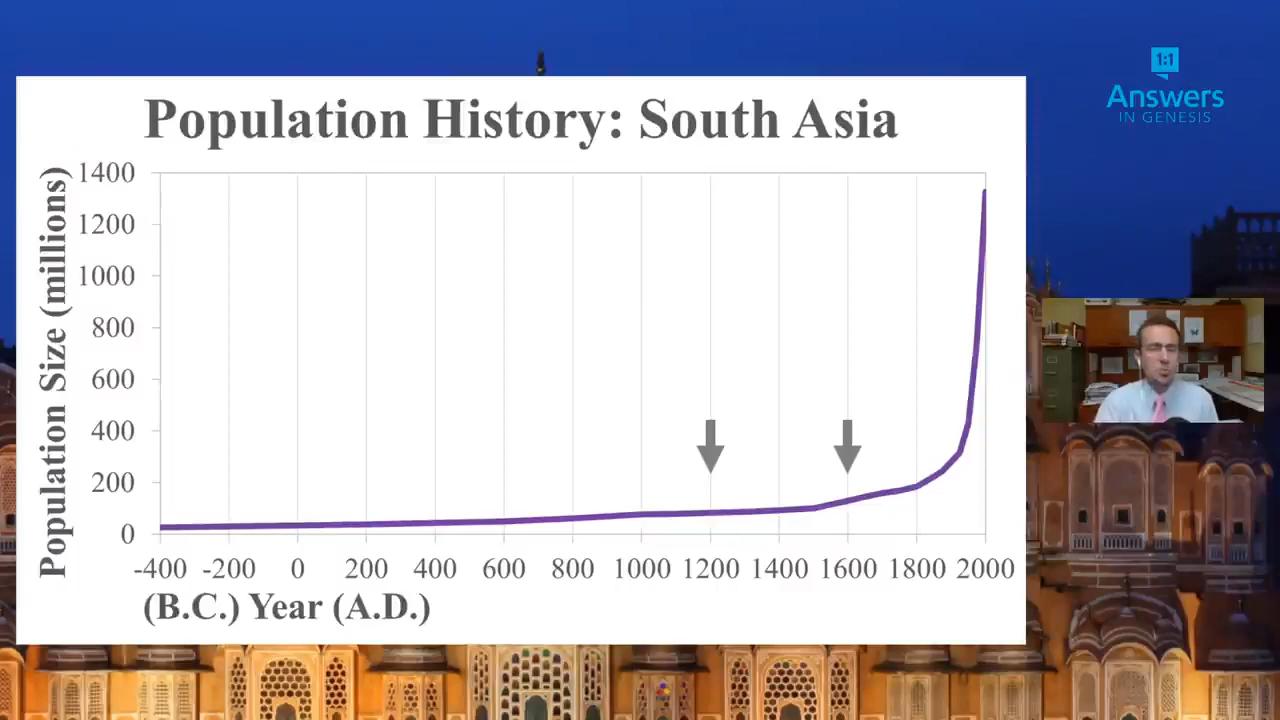 Population History: South Asia
1:1
Answers
IN GENESIS
Population Size (millions)
1400
1200
1000
800
600
400
200
0
-400 -200 0 200 400 600 800 1000 1200 1400 1600 1800 2000
(B.C.) Year (A.D.)